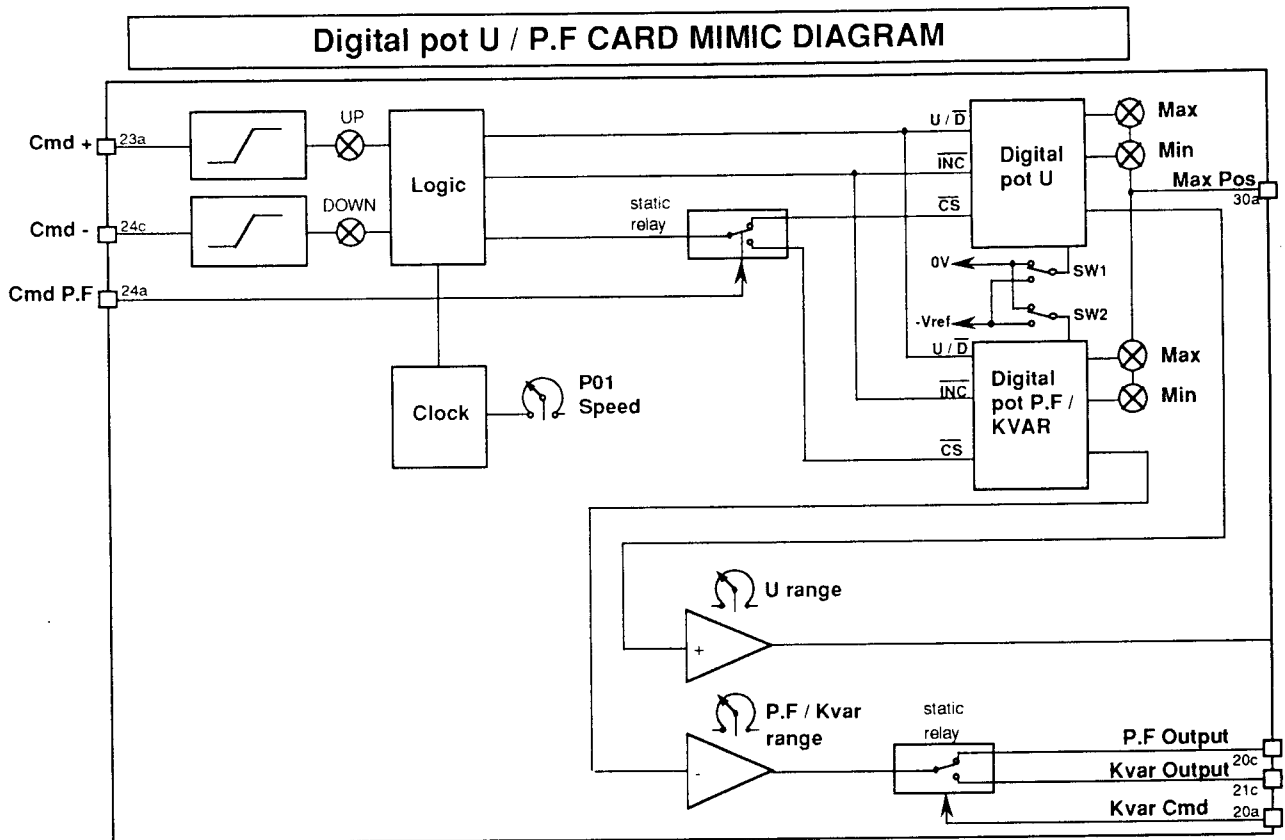 Digital pot U / P.F CARD MIMIC DIAGRAM
Cmd +
23a
UP
Logic
U / D
INC
CS
Digital
pot U
Max
Min
Max Pos
30a
Cmd -
24c
DOWN
static
relay
Cmd P.F
24a
0V
SW1
-Vref
SW2
Clock
P01
Speed
U / D
INC
CS
Digital
pot P.F /
KVAR
Max
Min
U range
+
P.F / Kvar
range
-
static
relay
P.F Output
20c
Kvar Output
21c
Kvar Cmd
20a